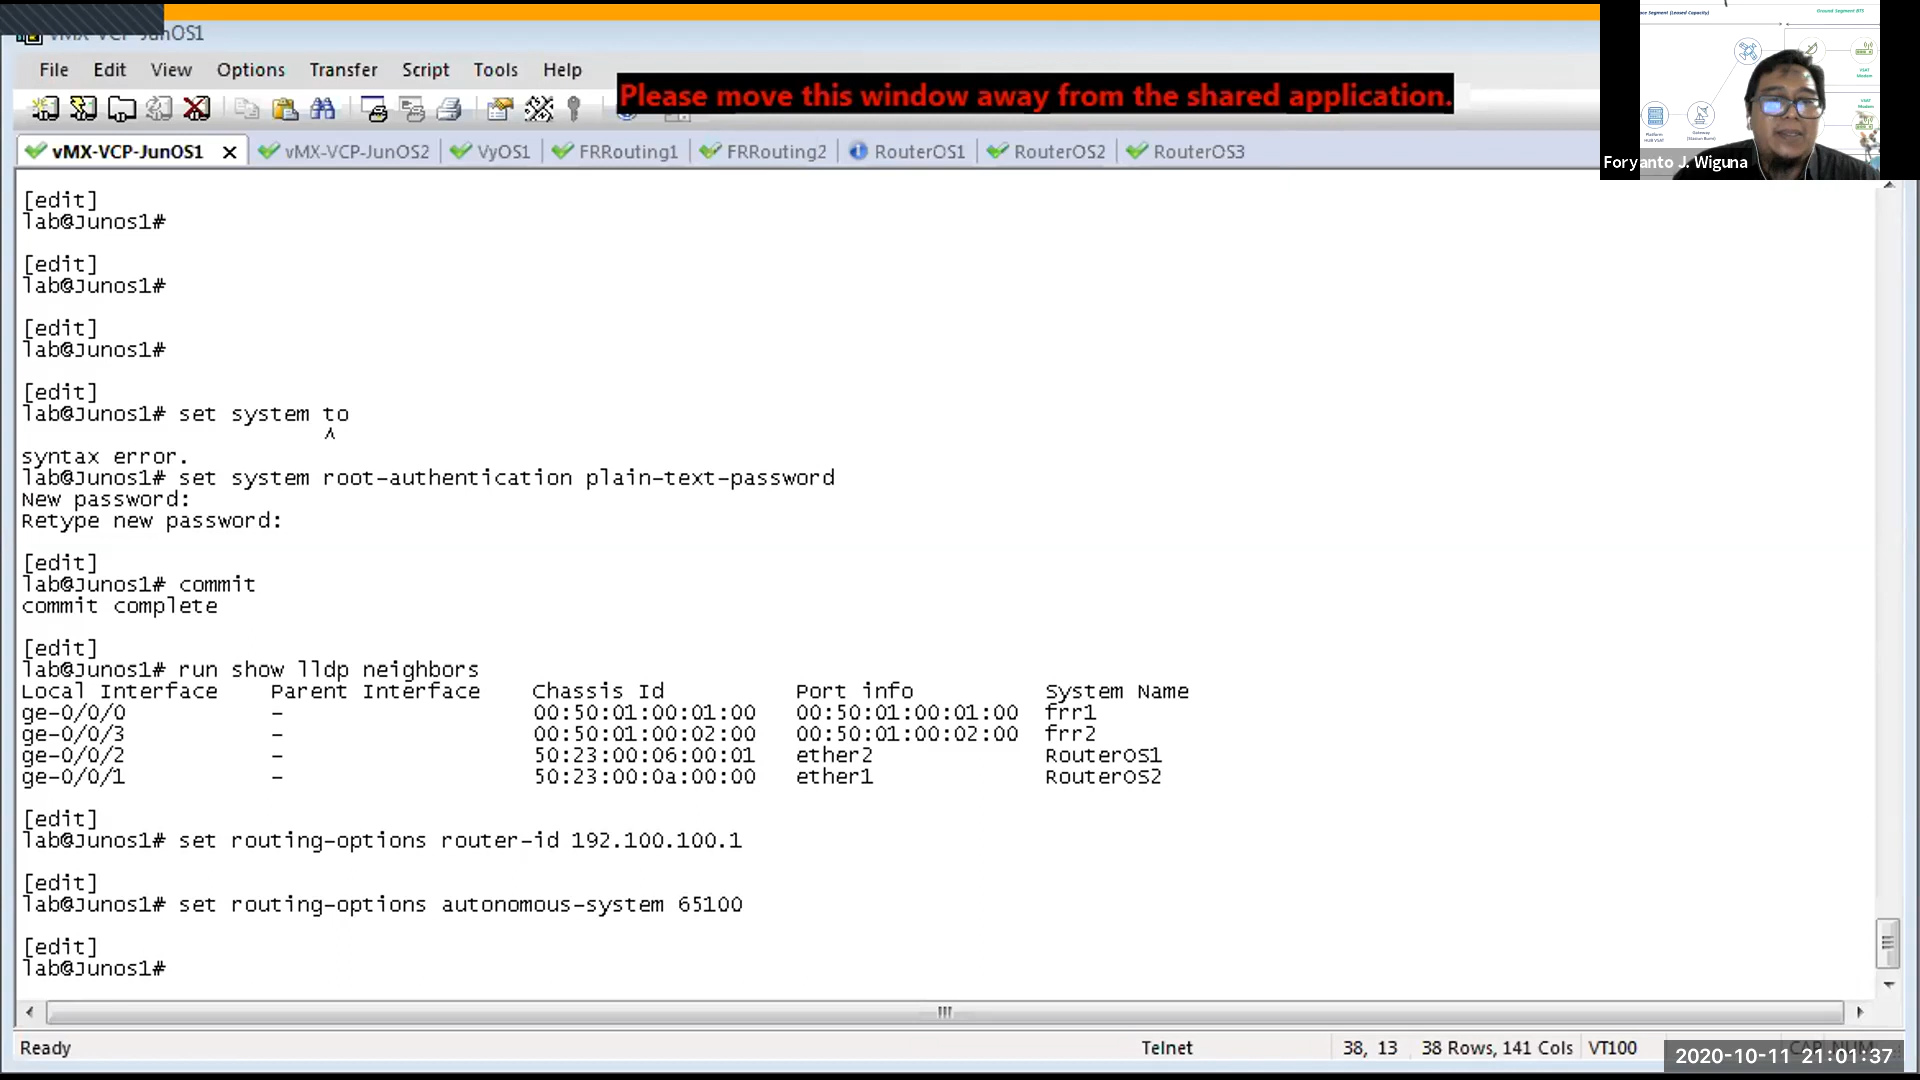 vMX-VCP-JunOS1
File Edit View Options Transfer Script Tools Help
Please move this window away from the shared application.
vMX-VCP-JunOS1 vMX-VCP-JunOS2 VyOS1 FRRouting1 FRRouting2 RouterOS1 RouterOS2 RouterOS3
Foryanto J. Wiguna
[edit]
lab@Junos1#
[edit]
lab@Junos1#
[edit]
lab@Junos1#
[edit]
lab@Junos1# set system to
^
syntax error.
lab@Junos1# set system root-authentication plain-text-password
New password:
Retype new password:
[edit]
lab@Junos1# commit
commit complete
[edit]
lab@Junos1# run show lldp neighbors
Local Interface Parent Interface Chassis Id Port info System Name
ge-0/0/0 - 00:50:01:00:01:00 00:50:01:00:01:00 frr1
ge-0/0/3 - 00:50:01:00:02:00 00:50:01:00:02:00 frr2
ge-0/0/2 - 50:23:00:06:00:01 ether2 RouterOS1
ge-0/0/1 - 50:23:00:0a:00:00 ether1 RouterOS2
[edit]
lab@Junos1# set routing-options router-id 192.100.100.1
[edit]
lab@Junos1# set routing-options autonomous-system 65100
[edit]
lab@Junos1#
Ready Telnet 38, 13 38 Rows, 141 Cols VT100 CAP NUM
2020-10-11 21:01:37